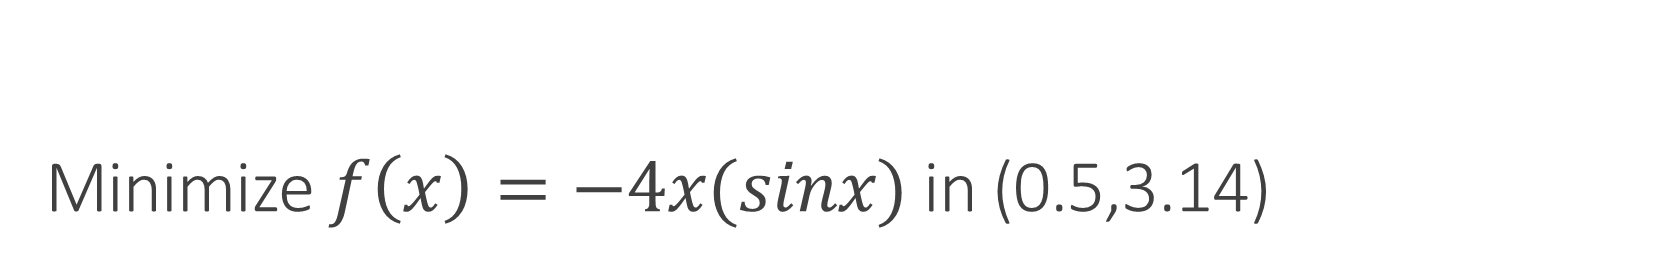 Minimize f(x) = −4x(sinx) in (0.5,3.14)